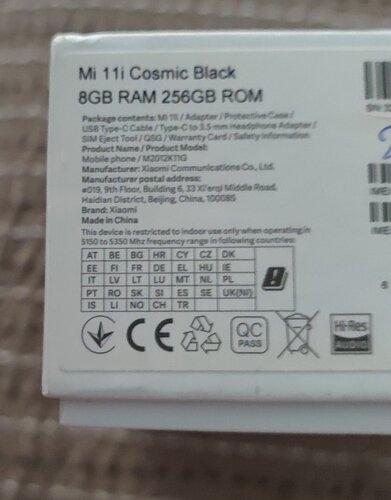 Mi 11i Cosmic Black
8GB RAM 256GB ROM
Package contents: Mi 11i / Adapter / Protective Case /
USB Type-C Cable / Type-C to 3.5 mm Headphone Adapter /
SIM Eject Tool / QSG / Warranty Card / Safety Information
Product Name / Product Model:
Mobile phone / M2012K11G
Manufacturer: Xiaomi Communications Co., Ltd.
Manufacturer postal address:
#019, 9th Floor, Building 6, 33 Xi'erqi Middle Road,
Haidian District, Beijing, China, 100085
Brand: Xiaomi
Made in China
This device is restricted to indoor use only when operating in
5150 to 5350 Mhz frequency range in following countries:
AT BE BG HR CY CZ DK
EE FI FR DE EL HU IE
IT LV LT LU MT NL PL
PT RO SK SI ES SE UK(NI)
IS LI NO CH TR
CE
QC
PASS
Hi-Res
AUDIO
SN:
IME
IME